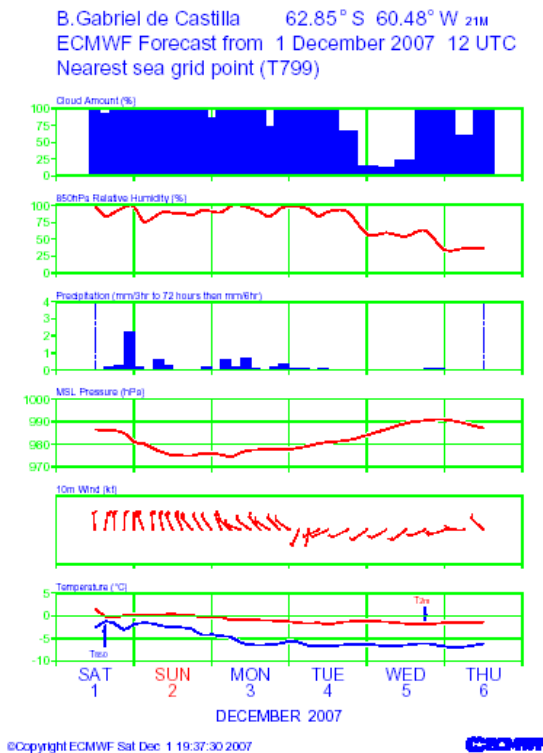 B.Gabriel de Castilla 62.85° S 60.48° W 21M
ECMWF Forecast from 1 December 2007 12 UTC
Nearest sea grid point (T799)
Cloud Amount (%)
100
75
50
25
0
850hPa Relative Humidity (%)
100
75
50
25
0
Precipitation (mm/3hr to 72 hours then mm/6hr)
4
3
2
1
0
MSL Pressure (hPa)
1000
990
980
970
10m Wind (kt)
Temperature (°C)
5
0
-5
-10
T2m
T850
SAT SUN MON TUE WED THU
1 2 3 4 5 6
DECEMBER 2007
©Copyright ECMWF Sat Dec 1 19:37:30 2007
ECMWF